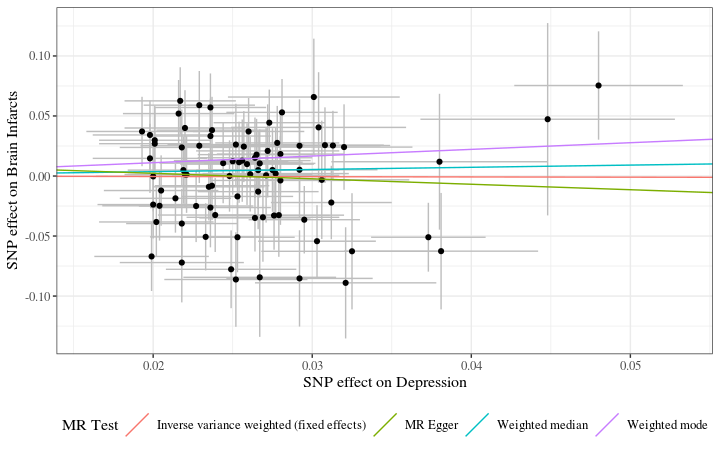 SNP effect on Brain Infarcts
0.10
0.05
0.00
-0.05
-0.10
0.02 0.03 0.04 0.05
SNP effect on Depression
MR Test Inverse variance weighted (fixed effects) MR Egger Weighted median Weighted mode